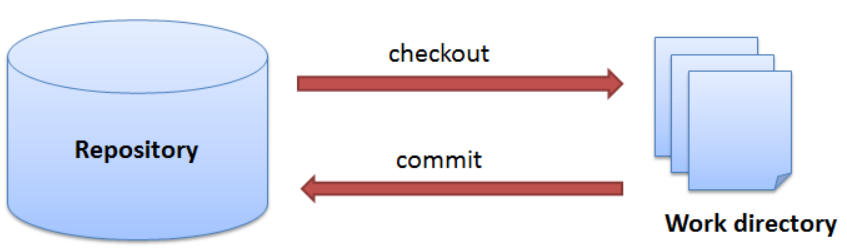 checkout
Repository
commit
Work directory